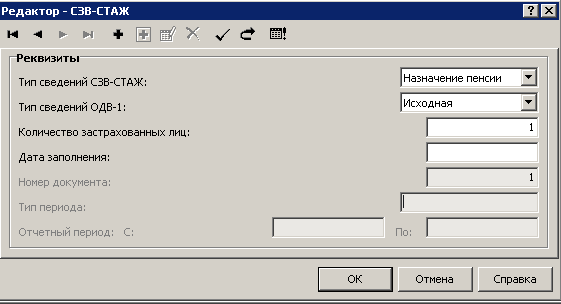 Редактор - СЗВ-СТАЖ
Реквизиты
Тип сведений СЗВ-СТАЖ: Назначение пенсии
Тип сведений ОДВ-1: Исходная
Количество застрахованных лиц: 1
Дата заполнения:
Номер документа: 1
Тип периода:
Отчетный период: С: По:
OK Отмена Справка